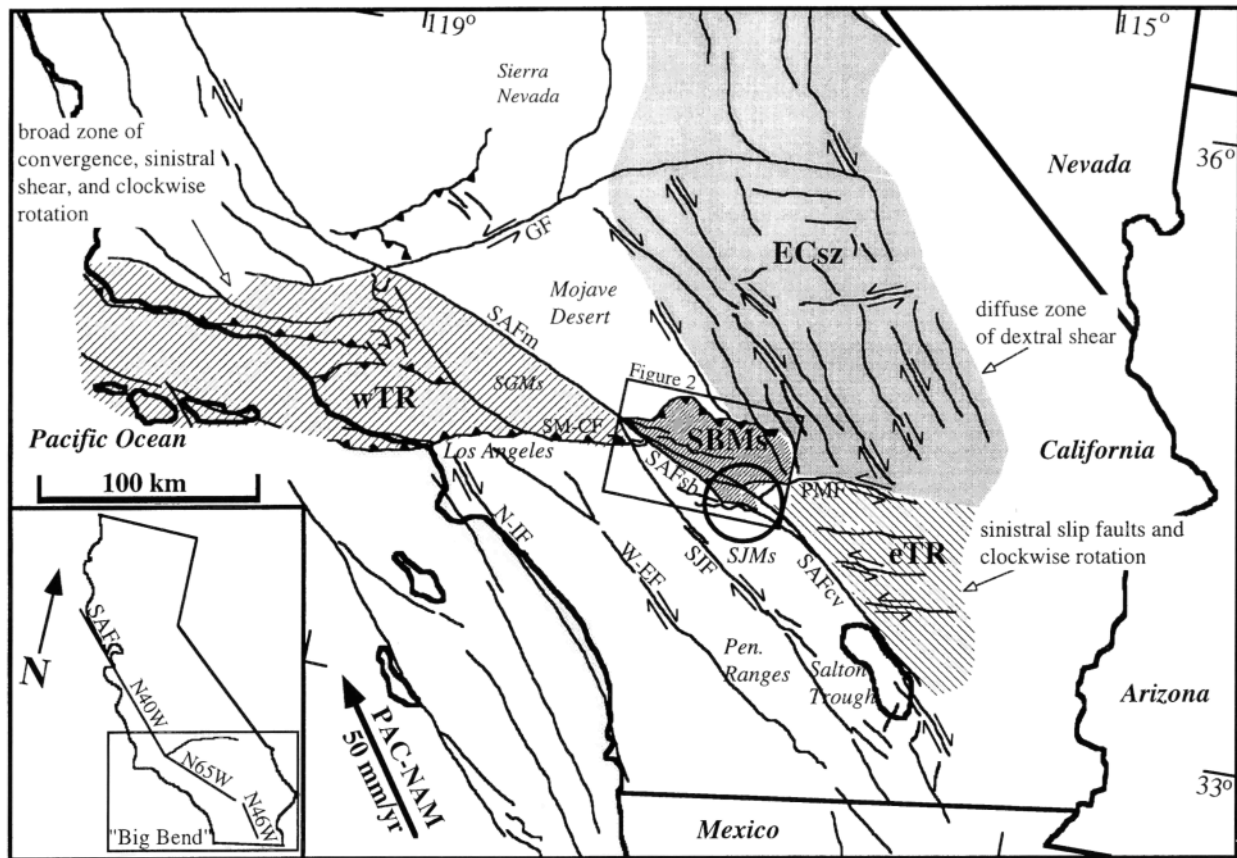 119°
115°
Sierra
Nevada
broad zone of
convergence, sinistral
shear, and clockwise
rotation
36°
Nevada
GF
ECsz
Mojave
Desert
diffuse zone
of dextral shear
SAFm
SGMs
Figure 2
wTR
SM-CF
SBMs
Pacific Ocean
Los Angeles
California
100 km
SAFsb
PMF
N-IF
sinistral slip faults and
clockwise rotation
W-EF
SJF
SJMs
eTR
SAFcv
SAF
N
Pen.
Ranges
Salton
Trough
Arizona
N40W
PAC-NAM
50 mm/yr
N65W
N46W
33°
"Big Bend"
Mexico